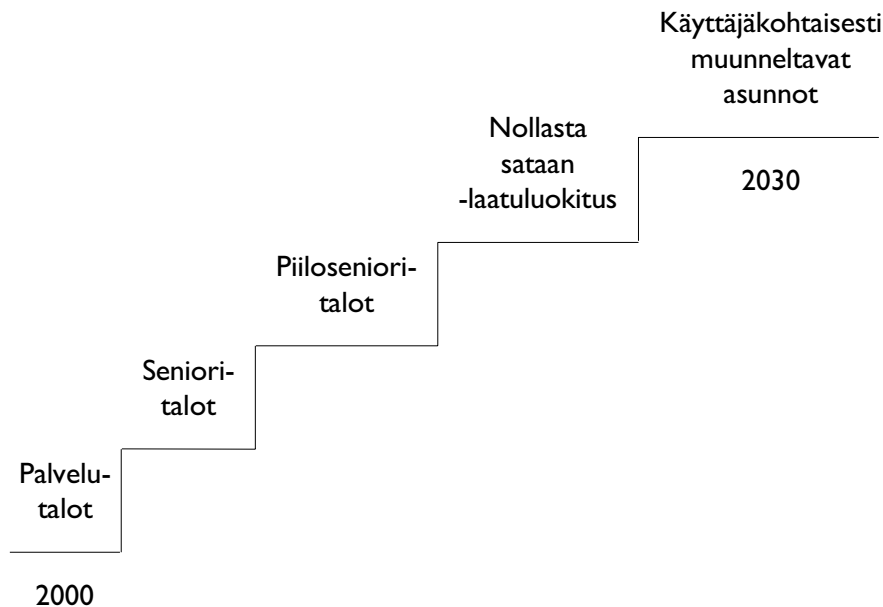 Käyttäjäkohtaisesti
muunneltavat
asunnot
2030
Nollasta
sataan
-laatuluokitus
Piiloseniori-
talot
Seniori-
talot
Palvelu-
talot
2000